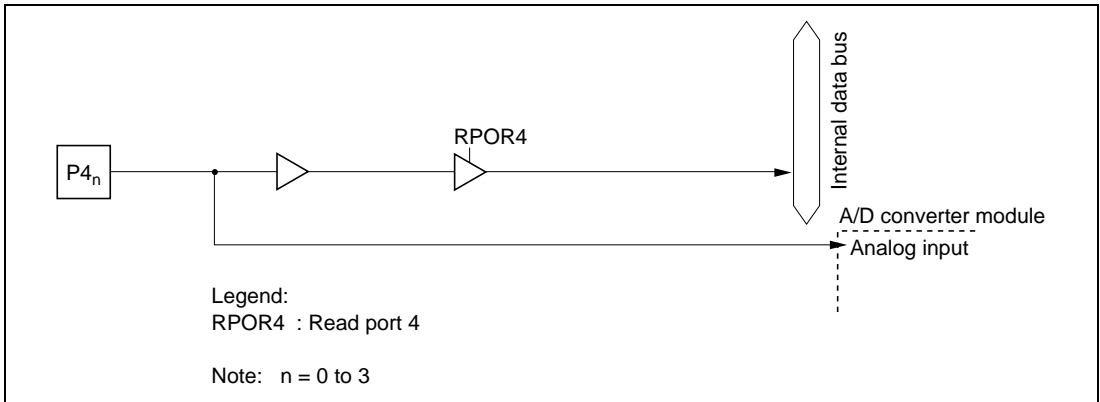 RPOR4
P4n
Internal data bus
A/D converter module
Analog input
Legend:
RPOR4 : Read port 4
Note: n = 0 to 3